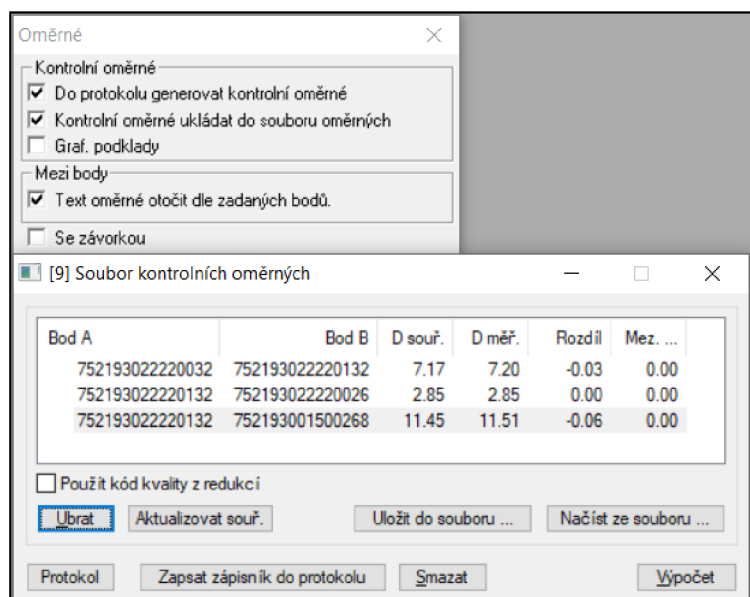 Oměrné
Kontrolní oměrné
Do protokolu generovat kontrolní oměrné
Kontrolní oměrné ukládat do souboru oměrných
Graf. podklady
Mezi body
Text oměrné otočit dle zadaných bodů.
Se závorkou
[9] Soubor kontrolních oměrných
Bod A Bod B D souř. D měř. Rozdíl Mez. ...
752193022220032 752193022220132 7.17 7.20 -0.03 0.00
752193022220132 752193022220026 2.85 2.85 0.00 0.00
752193022220132 752193001500268 11.45 11.51 -0.06 0.00
Použít kód kvality z redukcí
Ubrat Aktualizovat souř. Uložit do souboru ... Načíst ze souboru ...
Protokol Zapsat zápisník do protokolu Smazat Výpočet